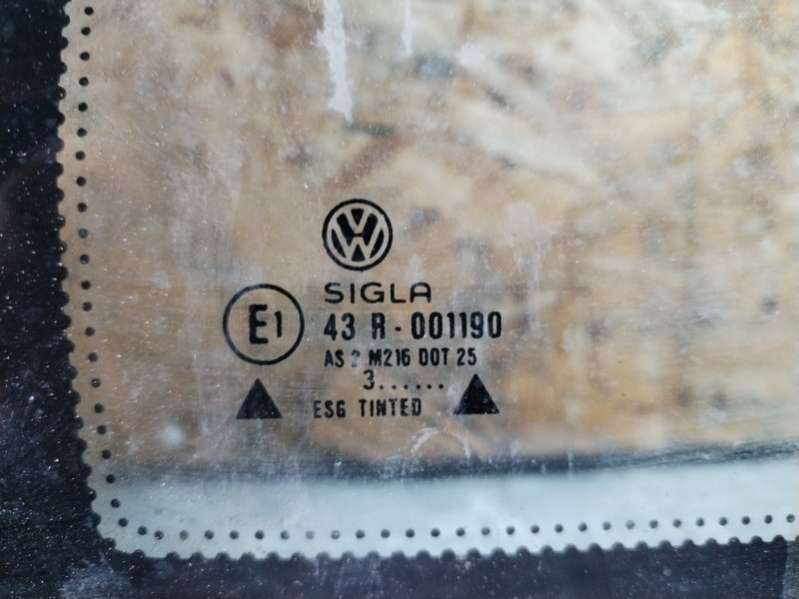 SIGLA
E1 43 R-001190
AS 2 M216 DOT 25
3......
ESG TINTED